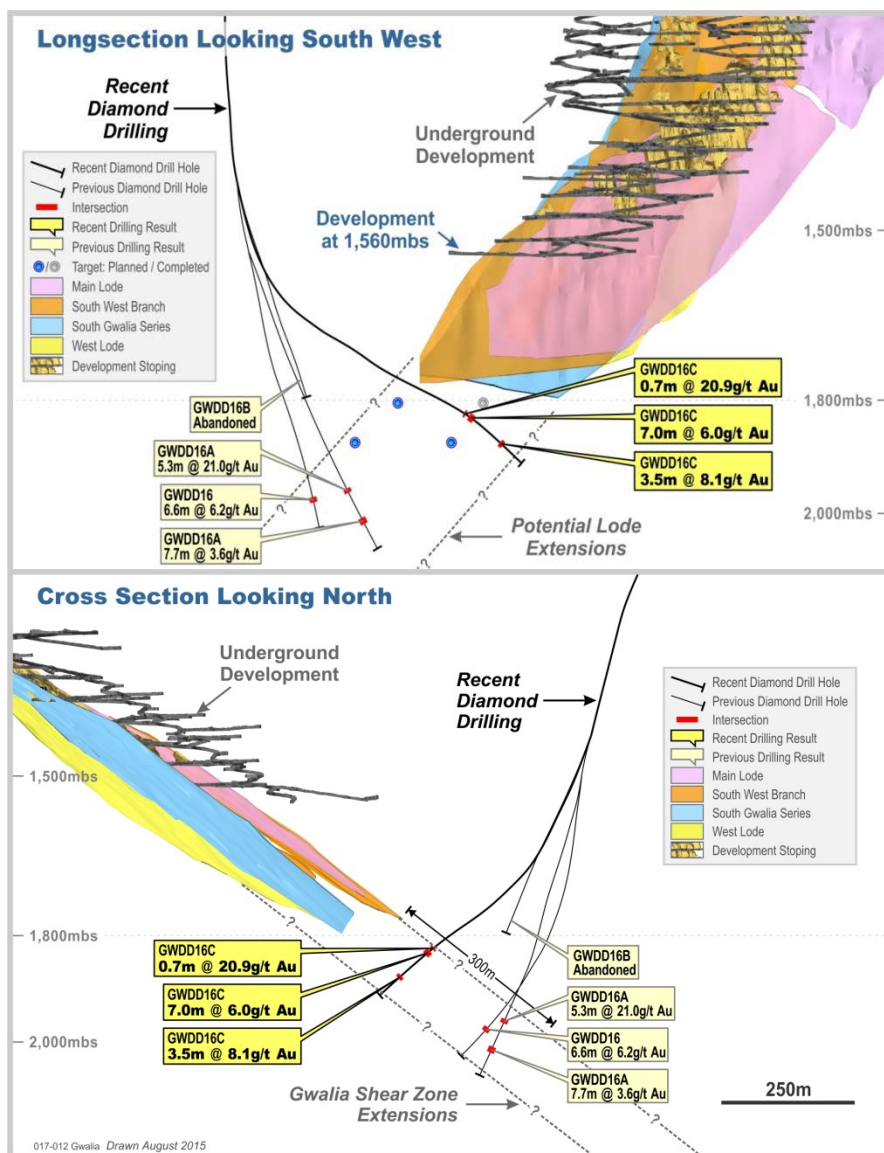 Longsection Looking South West
Recent
Diamond
Drilling
Underground
Development
Recent Diamond Drill Hole
Previous Diamond Drill Hole
Intersection
Recent Drilling Result
Previous Drilling Result
Target: Planned / Completed
Main Lode
South West Branch
South Gwalia Series
West Lode
Development Stoping
Development
at 1,560mbs
1,500mbs
GWDD16C
0.7m @ 20.9g/t Au
GWDD16B
Abandoned
?
1,800mbs
GWDD16C
7.0m @ 6.0g/t Au
?
GWDD16A
5.3m @ 21.0g/t Au
GWDD16C
3.5m @ 8.1g/t Au
?
GWDD16
6.6m @ 6.2g/t Au
2,000mbs
Potential Lode
Extensions
GWDD16A
7.7m @ 3.6g/t Au
?
Cross Section Looking North
Underground
Development
Recent
Diamond
Drilling
Recent Diamond Drill Hole
Previous Diamond Drill Hole
Intersection
Recent Drilling Result
Previous Drilling Result
Main Lode
South West Branch
South Gwalia Series
West Lode
Development Stoping
1,500mbs
?
?
1,800mbs
GWDD16C
0.7m @ 20.9g/t Au
300m
?
GWDD16B
Abandoned
GWDD16C
7.0m @ 6.0g/t Au
GWDD16A
5.3m @ 21.0g/t Au
GWDD16C
3.5m @ 8.1g/t Au
?
GWDD16
6.6m @ 6.2g/t Au
2,000mbs
GWDD16A
7.7m @ 3.6g/t Au
Gwalia Shear Zone
Extensions
?
?
250m
017-012 Gwalia Drawn August 2015